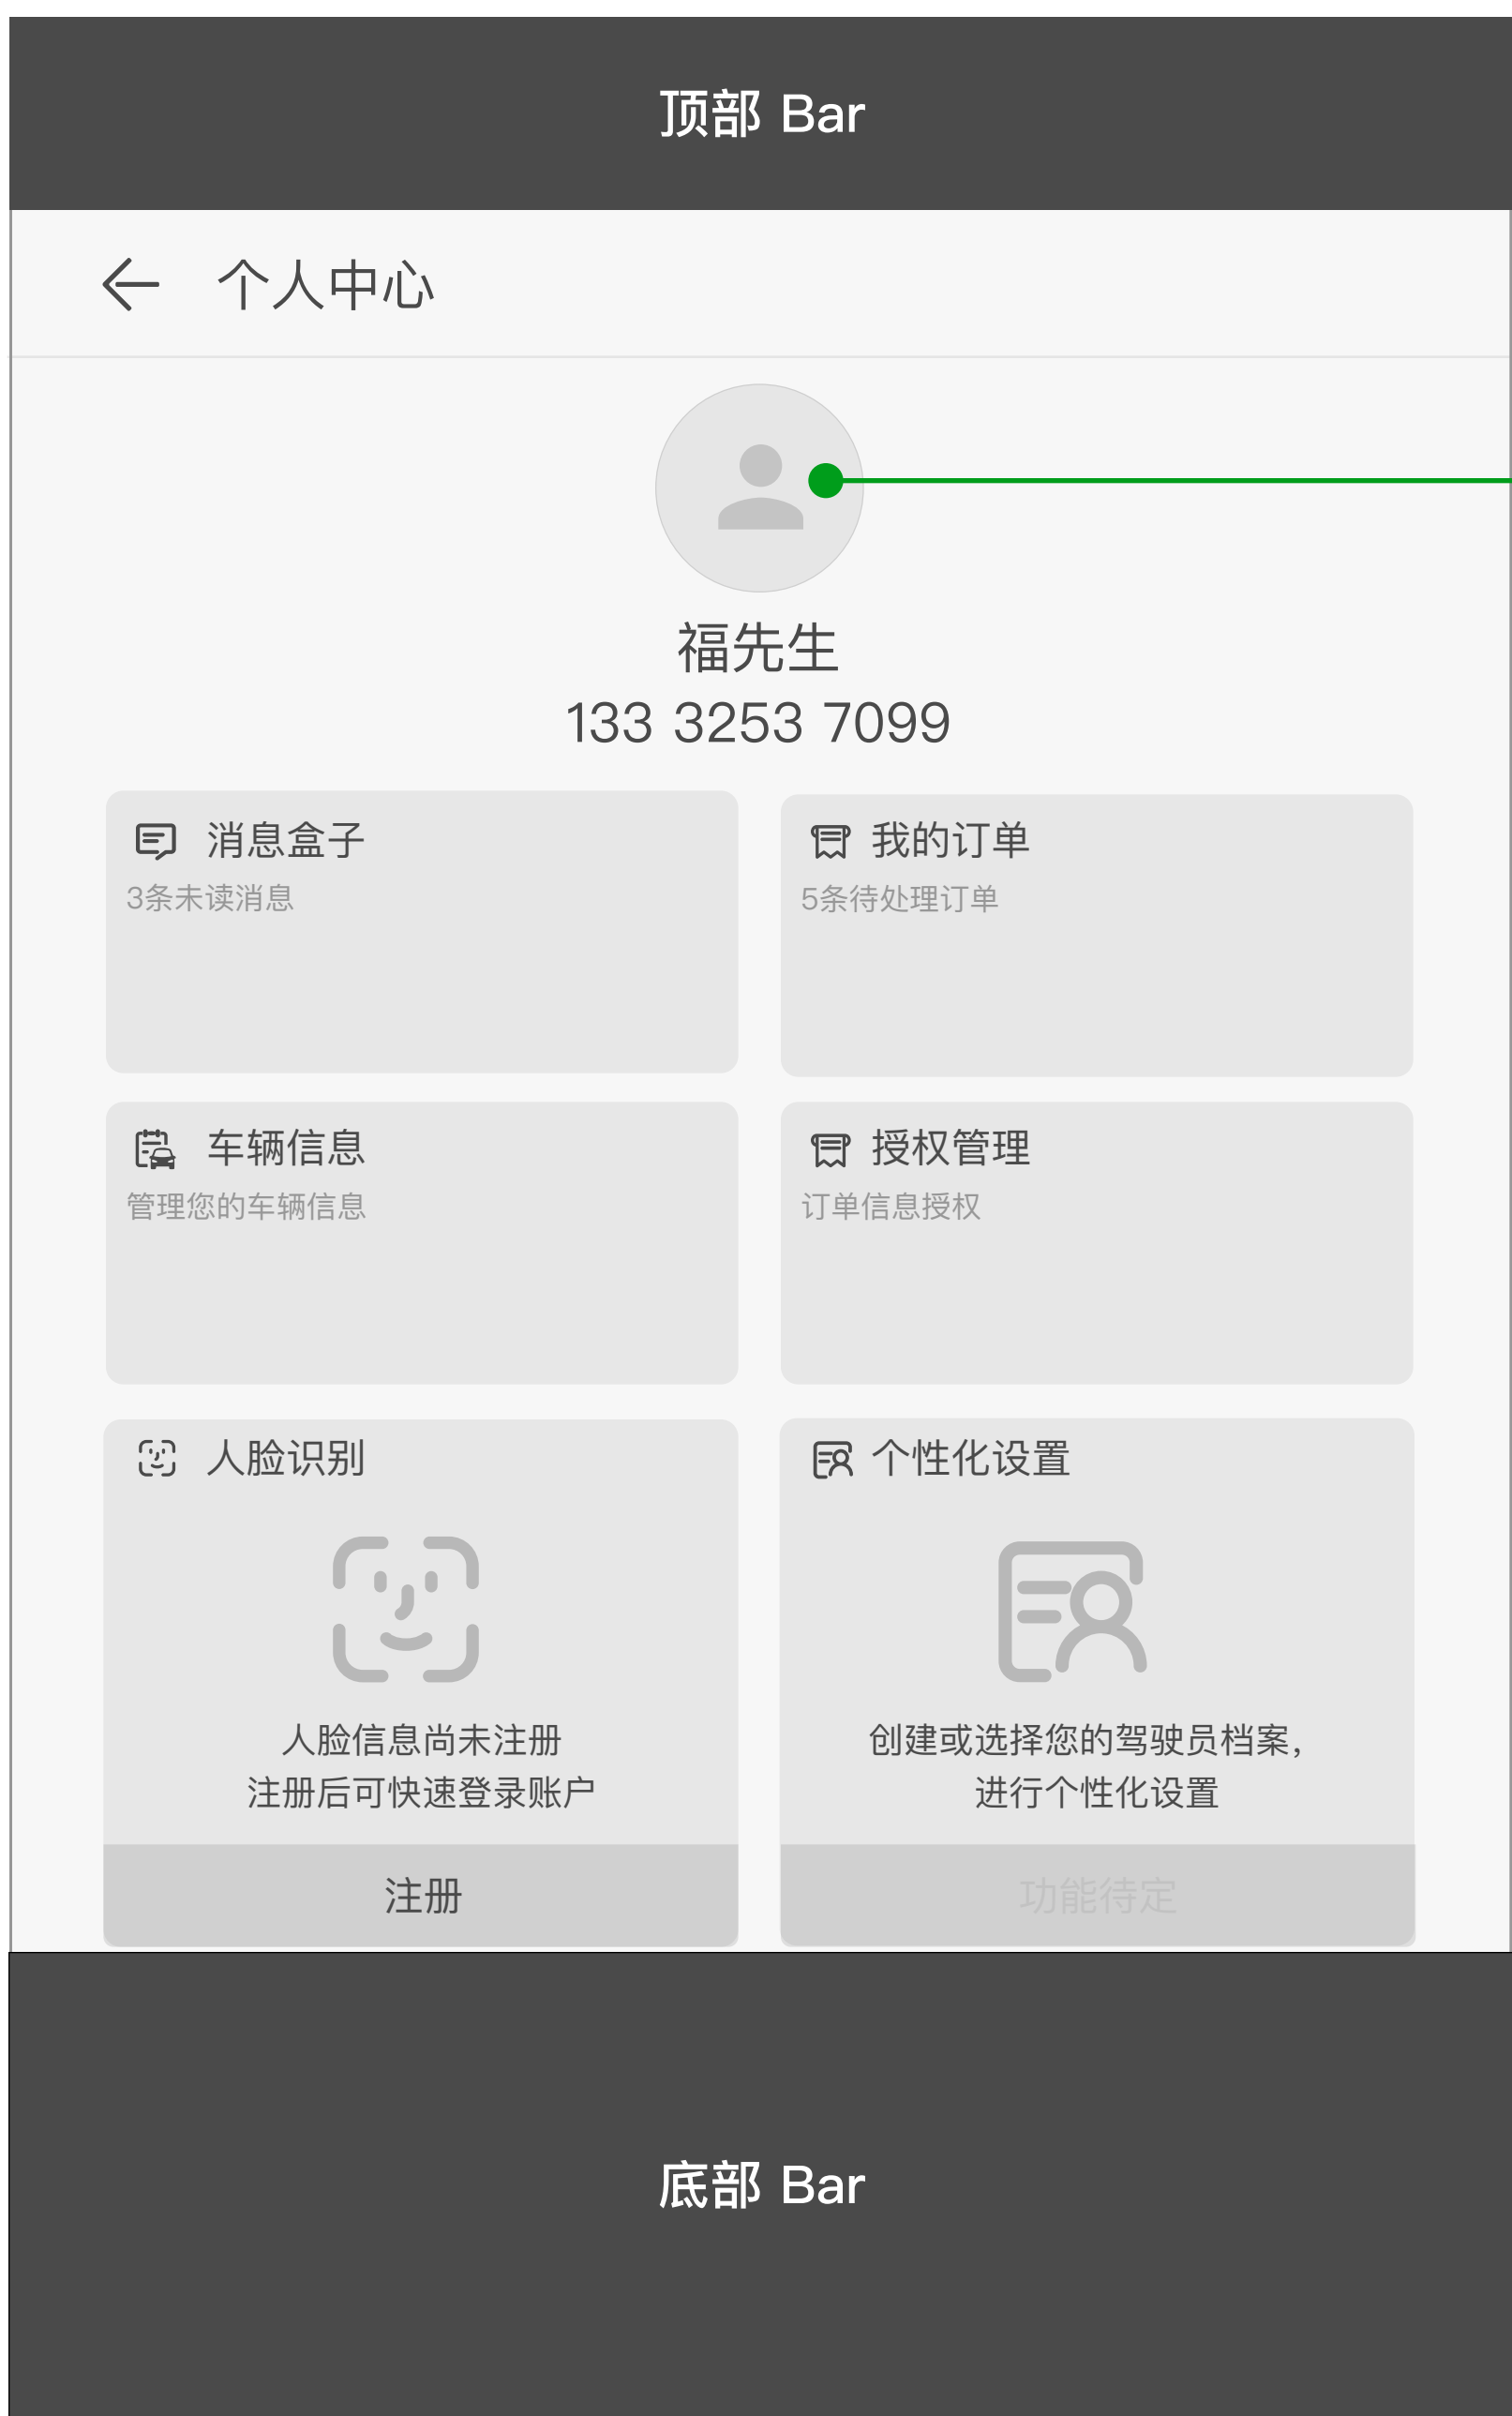 顶部 Bar
个人中心
福先生
133 3253 7099
消息盒子
3条未读消息
我的订单
5条待处理订单
车辆信息
管理您的车辆信息
授权管理
订单信息授权
人脸识别
人脸信息尚未注册
注册后可快速登录账户
注册
个性化设置
创建或选择您的驾驶员档案，
进行个性化设置
功能待定
底部 Bar